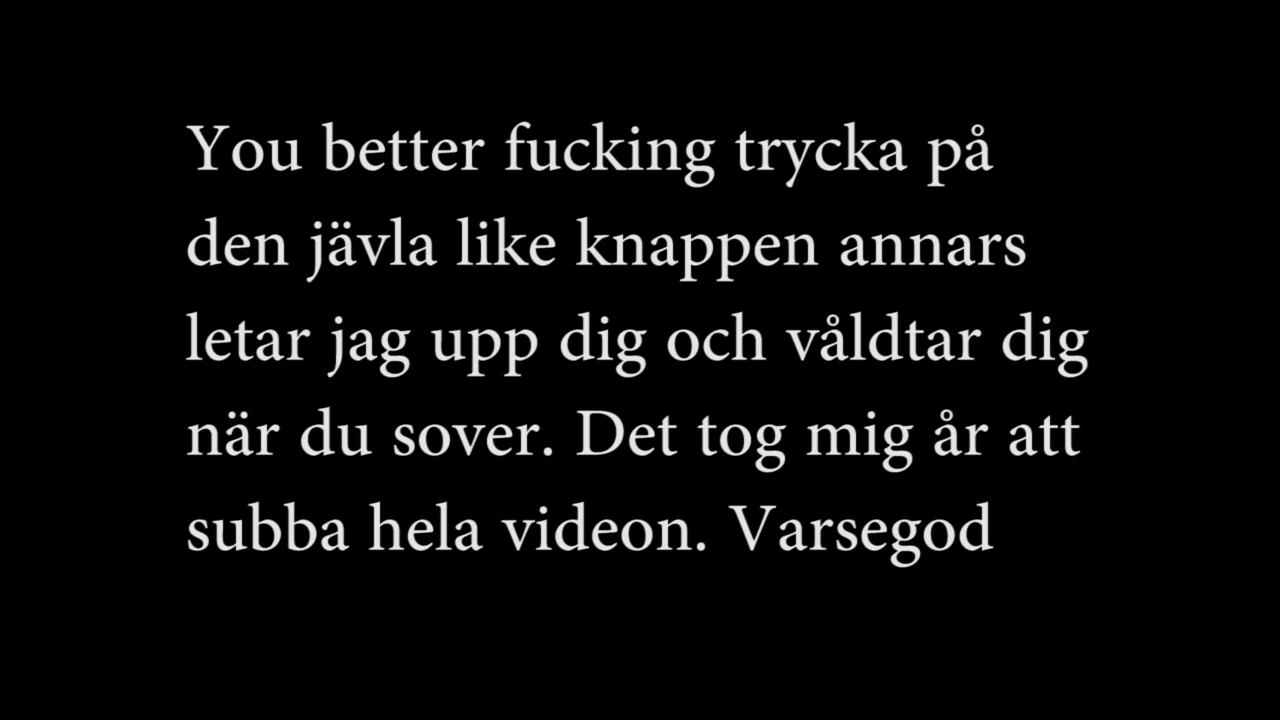 You better fucking trycka på
den jävla like knappen annars
letar jag upp dig och våldtar dig
när du sover. Det tog mig år att
subba hela videon. Varsegod